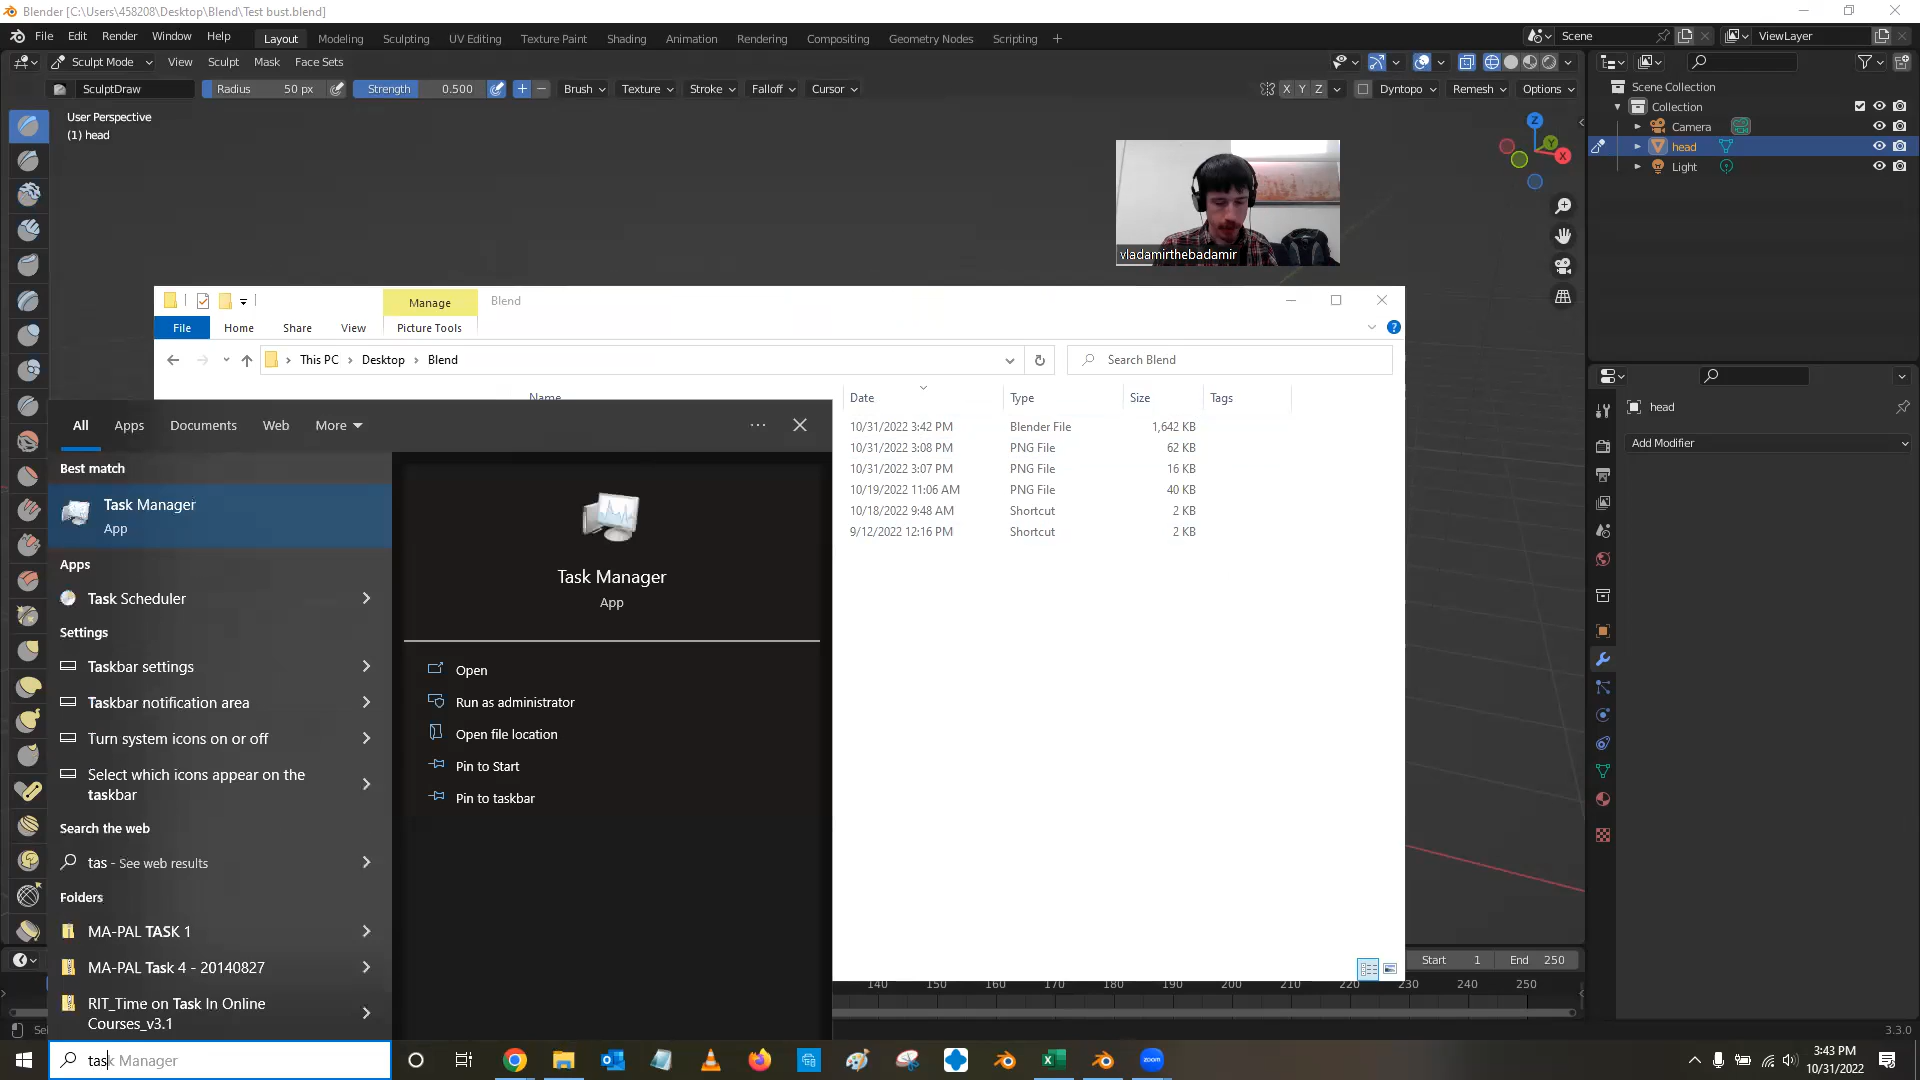 Blender [C:\Users\458208\Desktop\Blend\Test bust.blend]
File Edit Render Window Help Layout Modeling Sculpting UV Editing Texture Paint Shading Animation Rendering Compositing Geometry Nodes Scripting + Scene ViewLayer
Sculpt Mode View Sculpt Mask Face Sets
SculptDraw Radius 50 px Strength 0.500 Brush Texture Stroke Falloff Cursor X Y Z Dyntopo Remesh Options
User Perspective
(1) head
Z
Y
X
Scene Collection
Collection
Camera
head
Light
vladamirthebadamir
Manage Blend
File Home Share View Picture Tools
This PC Desktop Blend Search Blend
Name Date Type Size Tags
10/31/2022 3:42 PM Blender File 1,642 KB
10/31/2022 3:08 PM PNG File 62 KB
10/31/2022 3:07 PM PNG File 16 KB
10/19/2022 11:06 AM PNG File 40 KB
10/18/2022 9:48 AM Shortcut 2 KB
9/12/2022 12:16 PM Shortcut 2 KB
head
Add Modifier
All Apps Documents Web More
Best match
Task Manager
App
Apps
Task Scheduler
Settings
Taskbar settings
Taskbar notification area
Turn system icons on or off
Select which icons appear on the
taskbar
Search the web
tas - See web results
Folders
MA-PAL TASK 1
MA-PAL Task 4 - 20140827
RIT_Time on Task In Online
Courses_v3.1
Task Manager
App
Open
Run as administrator
Open file location
Pin to Start
Pin to taskbar
Start 1 End 250
140 150 160 170 180 190 200 210 220 230 240 250
Sel
3.3.0
task Manager
zoom
3:43 PM
10/31/2022